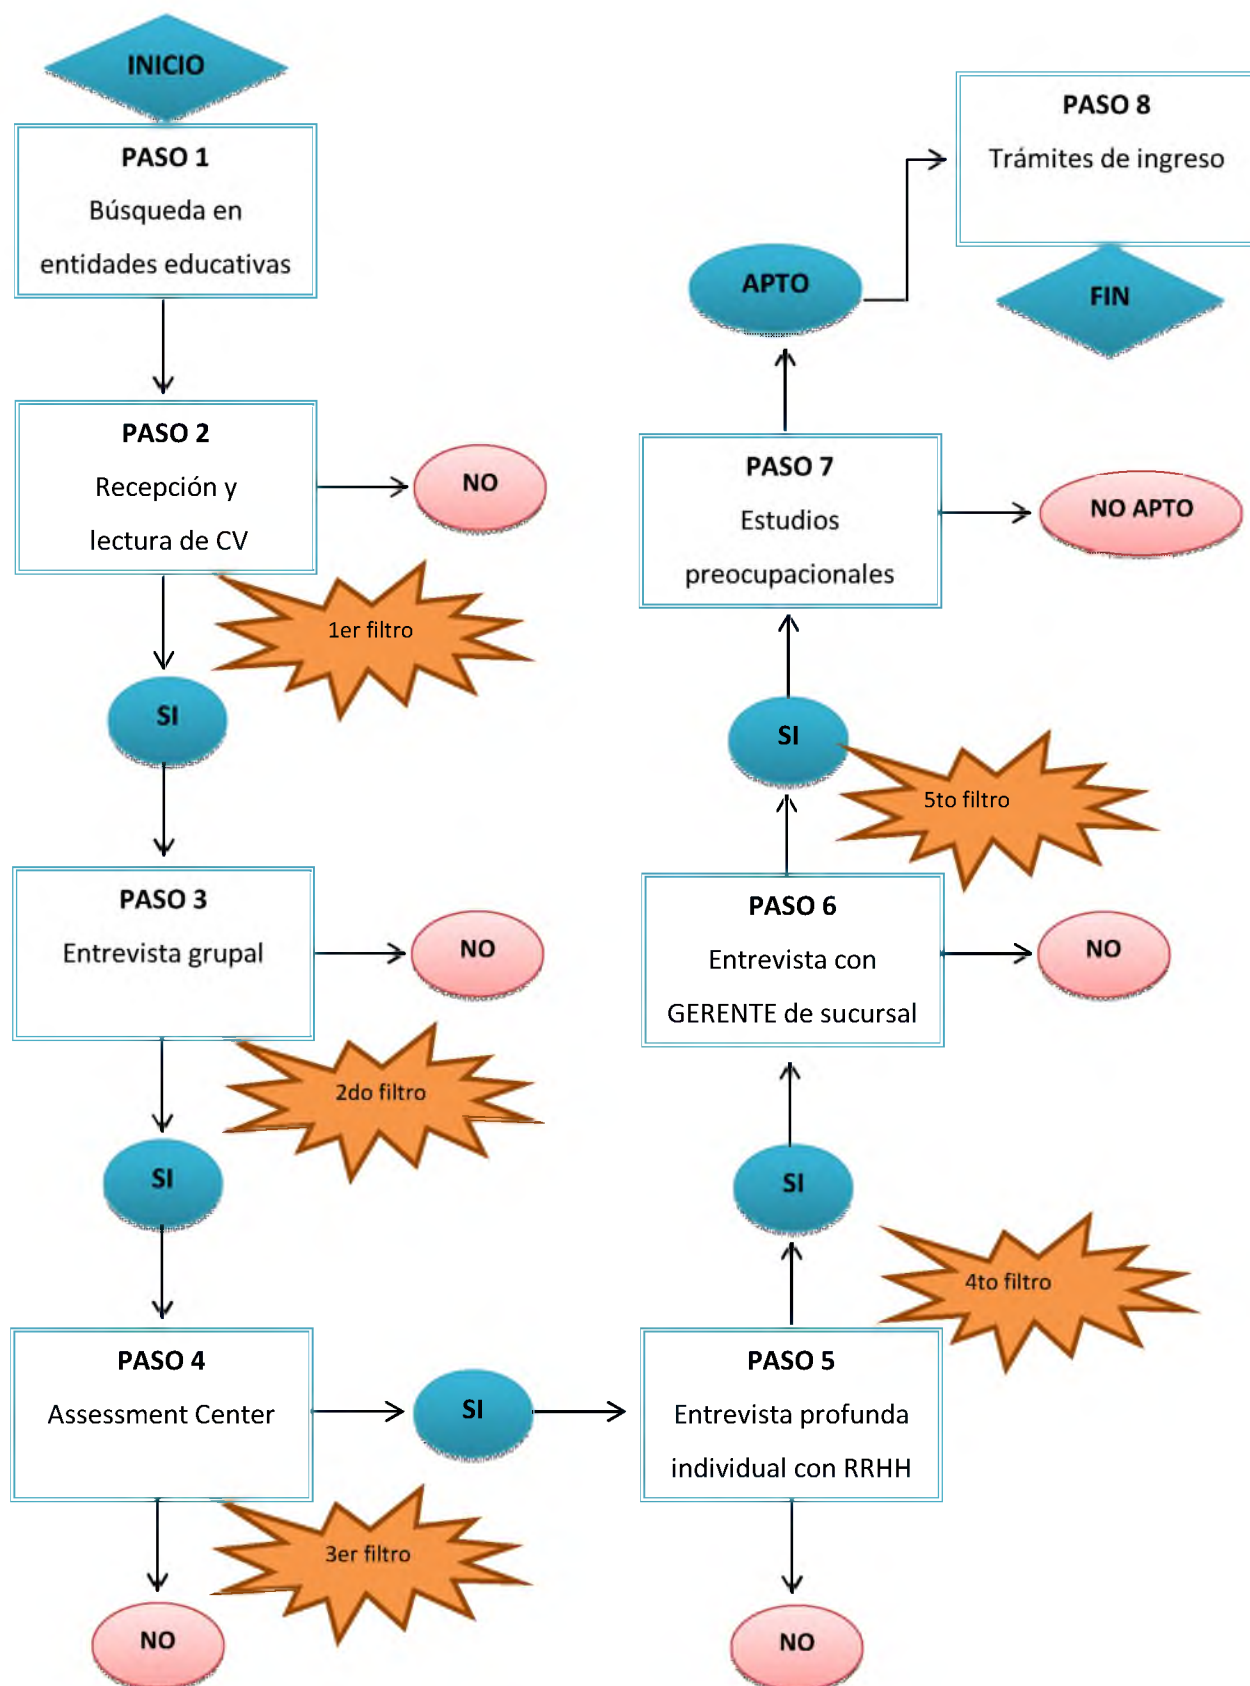 INICIO
PASO 1
Búsqueda en
entidades educativas
PASO 2
Recepción y
lectura de CV
NO
1er filtro
SI
PASO 3
Entrevista grupal
NO
2do filtro
SI
PASO 4
Assessment Center
SI
3er filtro
NO
PASO 5
Entrevista profunda
individual con RRHH
NO
4to filtro
SI
PASO 6
Entrevista con
GERENTE de sucursal
NO
5to filtro
SI
PASO 7
Estudios
preocupacionales
NO APTO
APTO
PASO 8
Trámites de ingreso
FIN